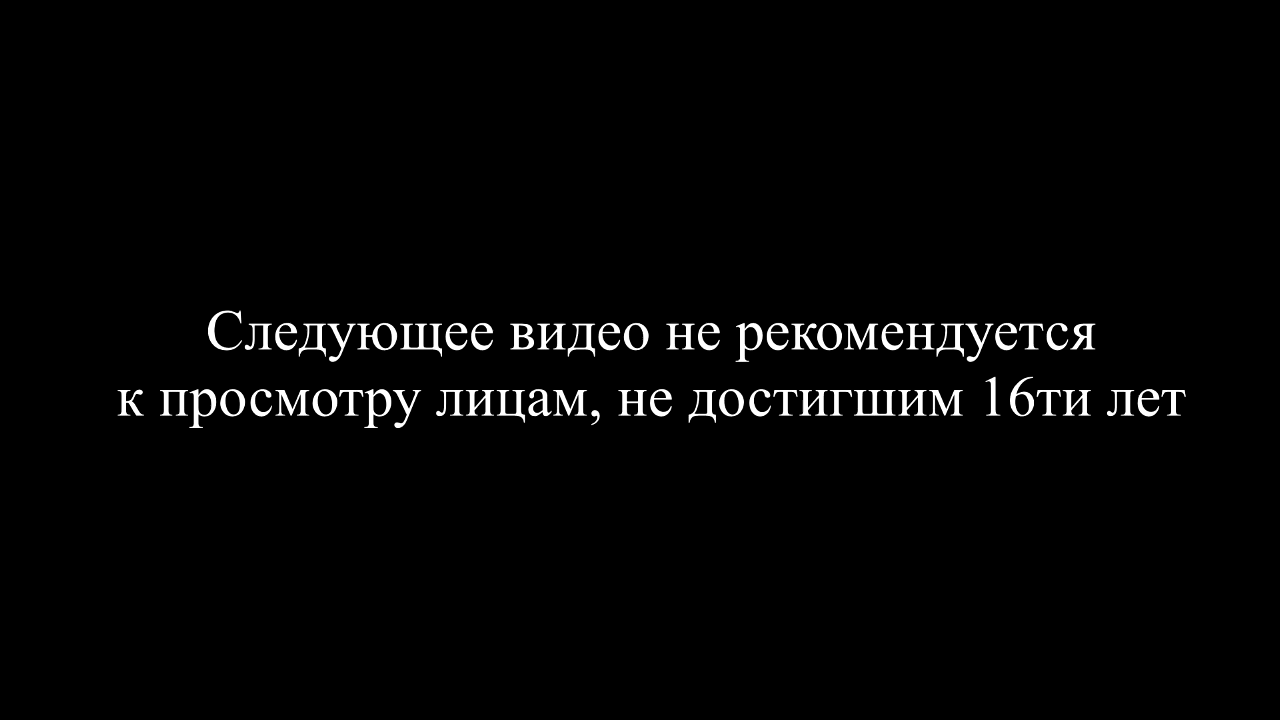 Следующее видео не рекомендуется
к просмотру лицам, не достигшим 16ти лет